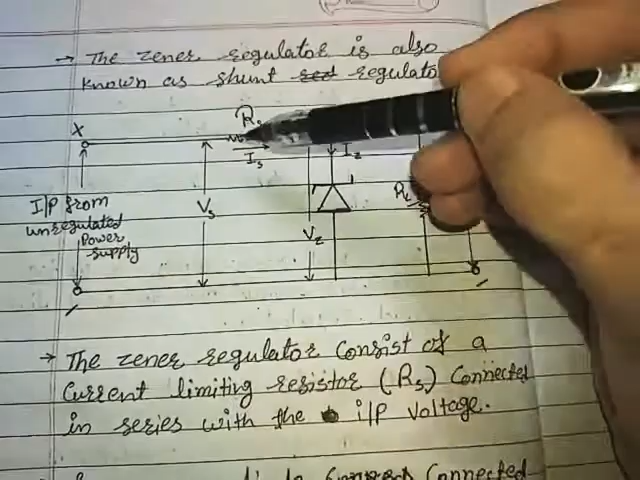 → The zener regulator is also
known as shunt regulato
X
R
Is
Iz
I/P from
unregulated
Power
supply
Vs
Vz
RL
→ The zener regulator consist of a
Current limiting resistor (Rs) connected
in series with the i/p voltage.
connected